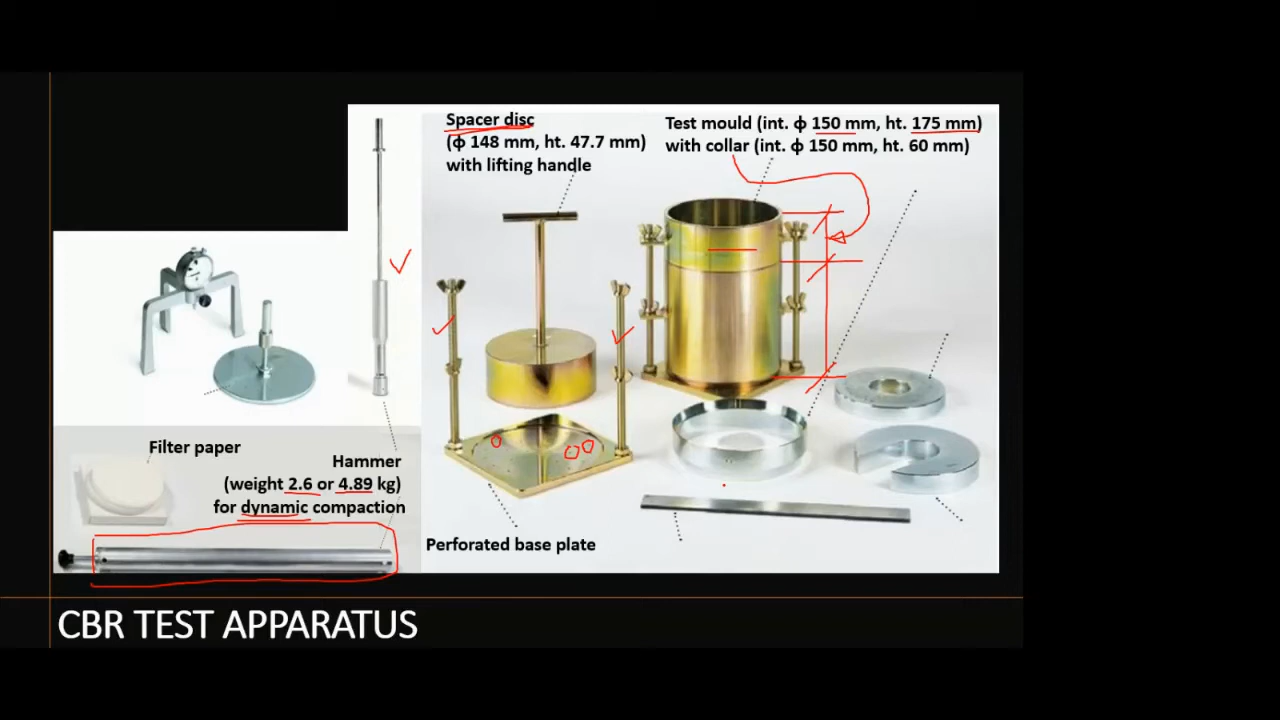 Spacer disc
(ф 148 mm, ht. 47.7 mm)
with lifting handle
Test mould (int. ф 150 mm, ht. 175 mm)
with collar (int. ф 150 mm, ht. 60 mm)
Filter paper
Hammer
(weight 2.6 or 4.89 kg)
for dynamic compaction
Perforated base plate
CBR TEST APPARATUS